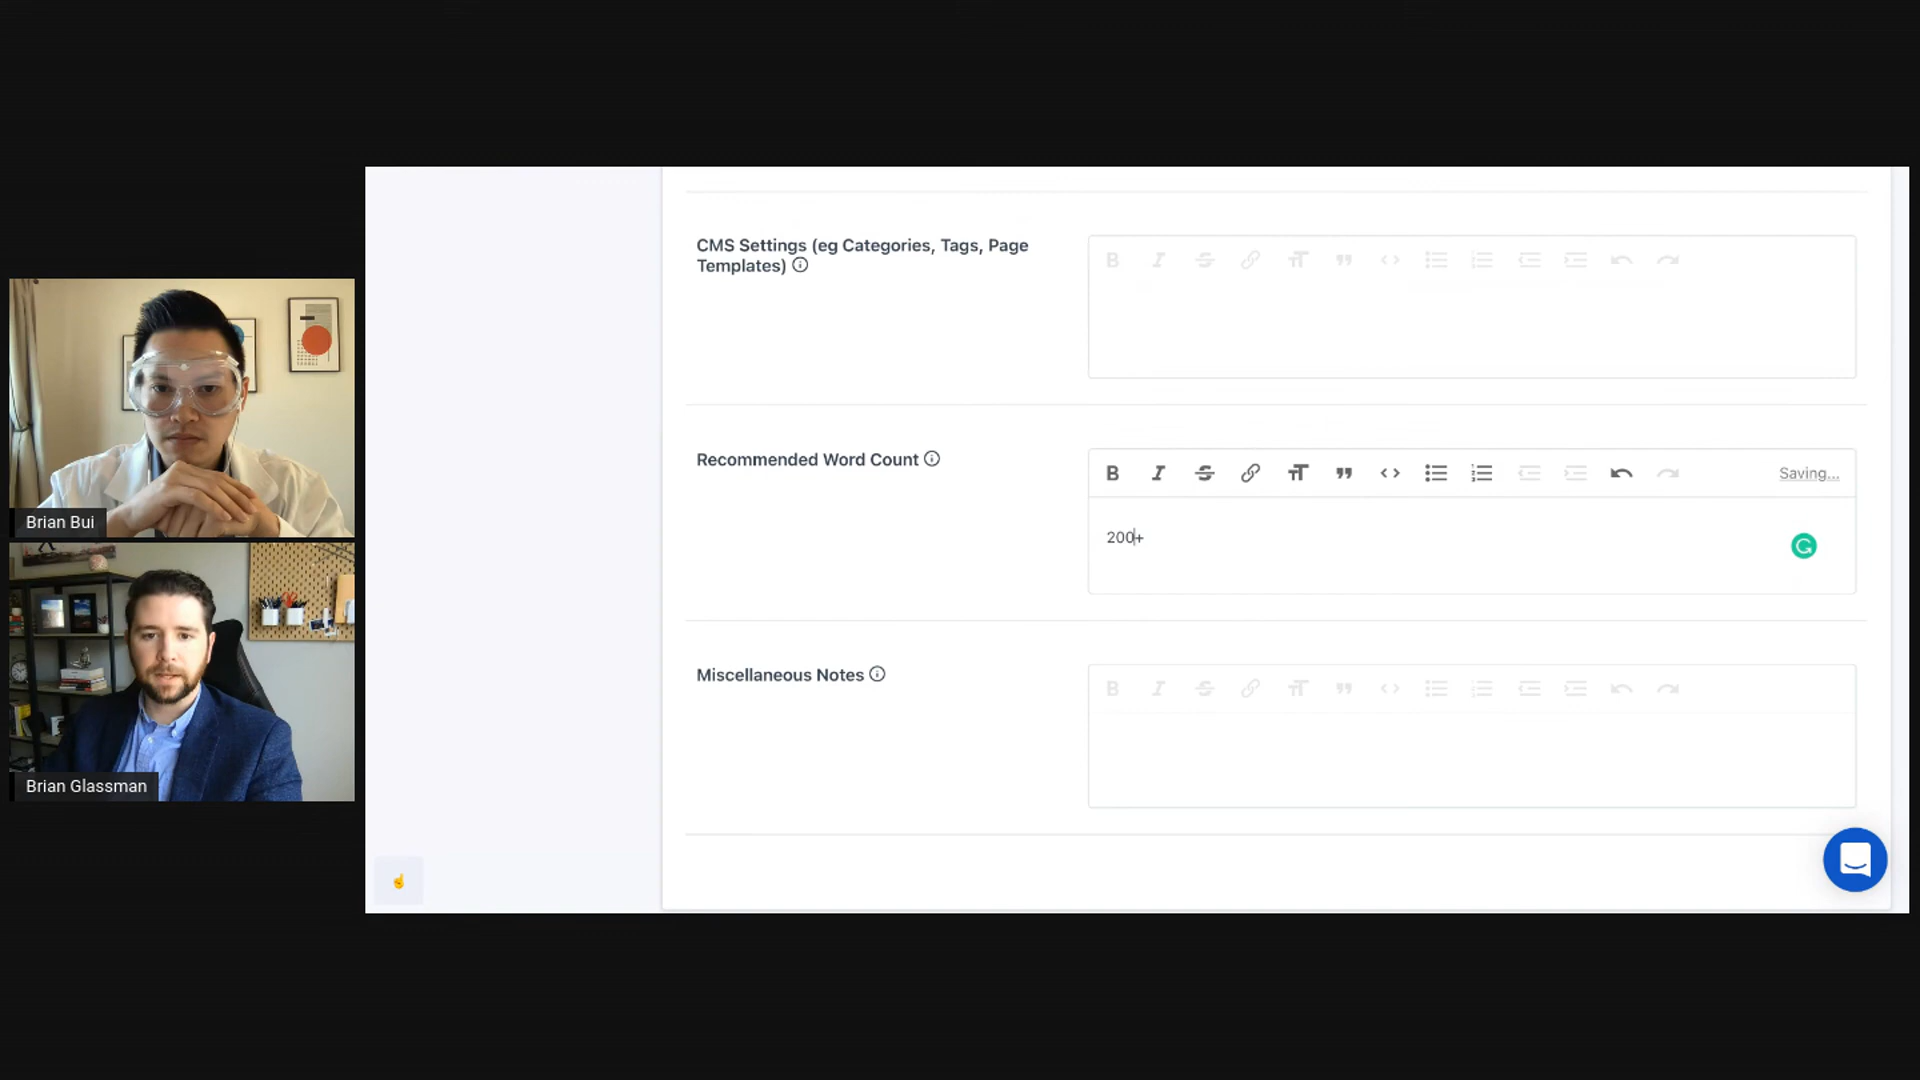 CMS Settings (eg Categories, Tags, Page
Templates)
Recommended Word Count
Saving...
200+
Miscellaneous Notes
Brian Bui
Brian Glassman